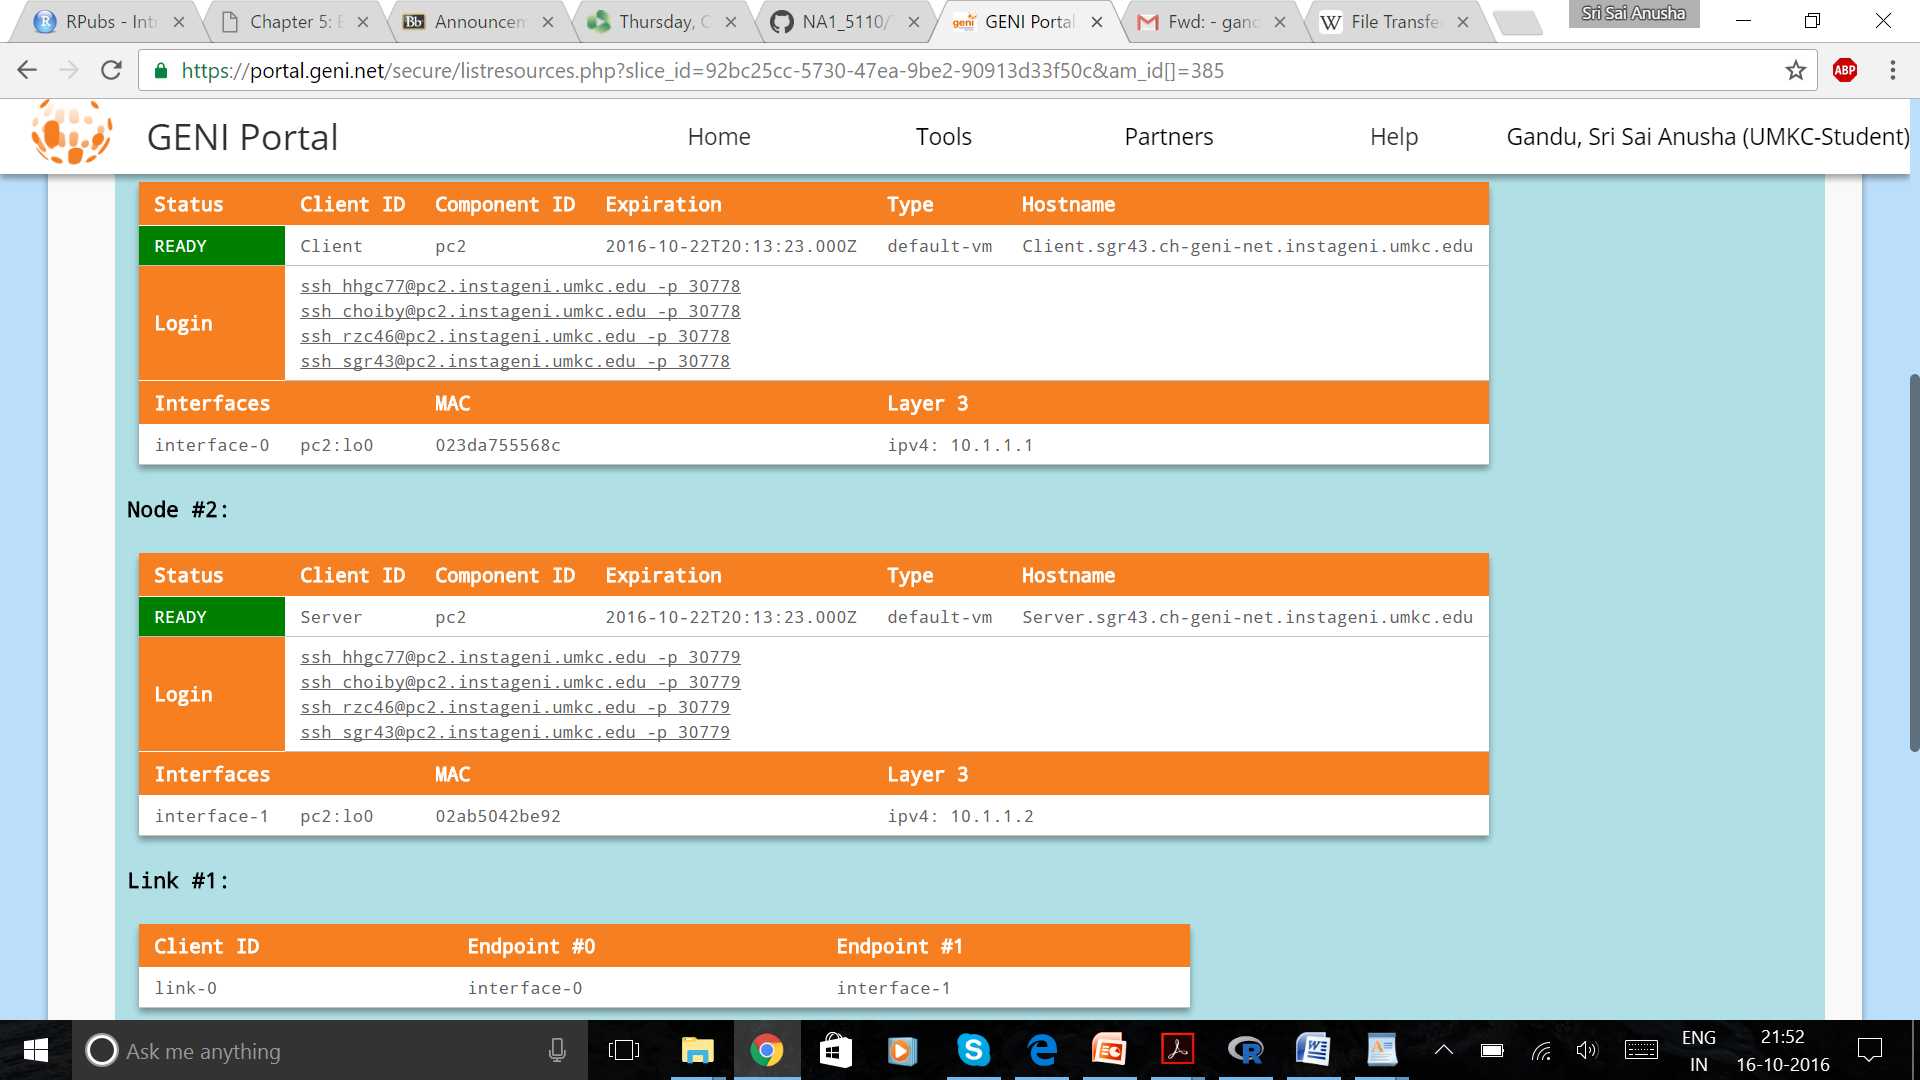 RPubs - Intr
Chapter 5: E
Bb Announcem
Thursday, O
NA1_5110/
geni GENI Portal
Fwd: - gand
W File Transfe
Sri Sai Anusha
https://portal.geni.net/secure/listresources.php?slice_id=92bc25cc-5730-47ea-9be2-90913d33f50c&am_id[]=385
ABP
GENI Portal Home Tools Partners Help Gandu, Sri Sai Anusha (UMKC-Student)
Status Client ID Component ID Expiration Type Hostname
READY Client pc2 2016-10-22T20:13:23.000Z default-vm Client.sgr43.ch-geni-net.instageni.umkc.edu
Login
ssh hhgc77@pc2.instageni.umkc.edu -p 30778
ssh choiby@pc2.instageni.umkc.edu -p 30778
ssh rzc46@pc2.instageni.umkc.edu -p 30778
ssh sgr43@pc2.instageni.umkc.edu -p 30778
Interfaces MAC Layer 3
interface-0 pc2:lo0 023da755568c ipv4: 10.1.1.1
Node #2:
Status Client ID Component ID Expiration Type Hostname
READY Server pc2 2016-10-22T20:13:23.000Z default-vm Server.sgr43.ch-geni-net.instageni.umkc.edu
Login
ssh hhgc77@pc2.instageni.umkc.edu -p 30779
ssh choiby@pc2.instageni.umkc.edu -p 30779
ssh rzc46@pc2.instageni.umkc.edu -p 30779
ssh sgr43@pc2.instageni.umkc.edu -p 30779
Interfaces MAC Layer 3
interface-1 pc2:lo0 02ab5042be92 ipv4: 10.1.1.2
Link #1:
Client ID Endpoint #0 Endpoint #1
link-0 interface-0 interface-1
Ask me anything
ENG
IN
21:52
16-10-2016